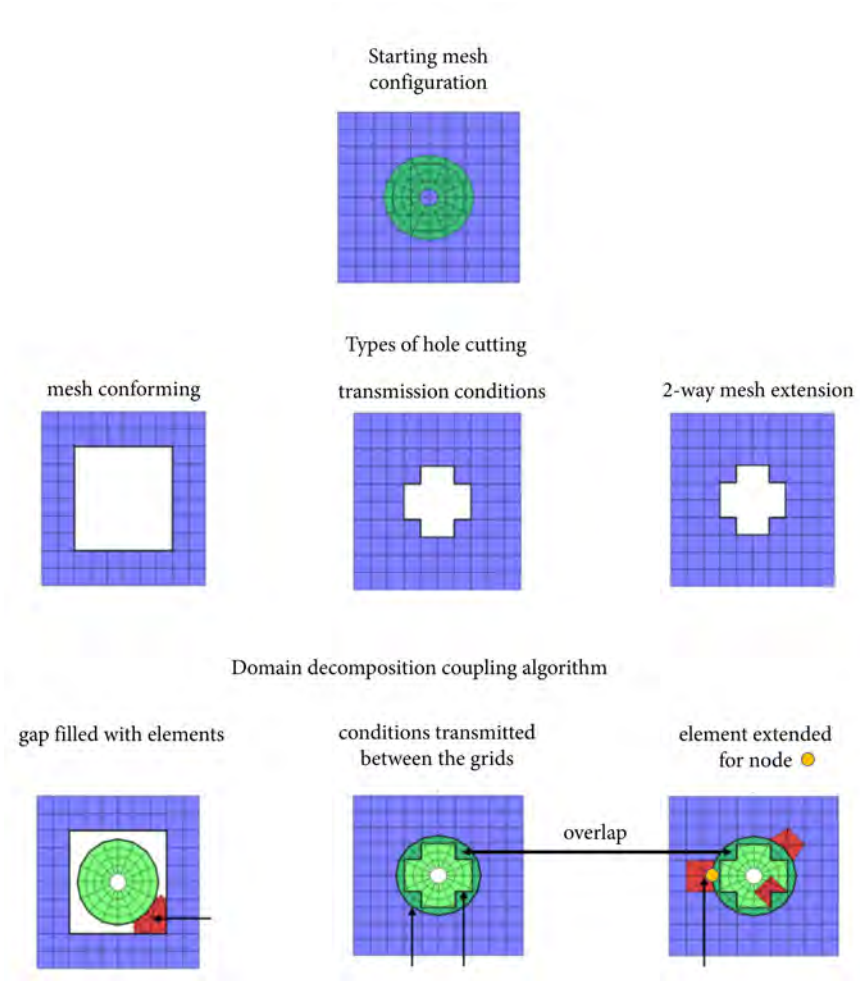 Starting mesh
configuration
Types of hole cutting
mesh conforming
transmission conditions
2-way mesh extension
Domain decomposition coupling algorithm
gap filled with elements
conditions transmitted
between the grids
element extended
for node
overlap